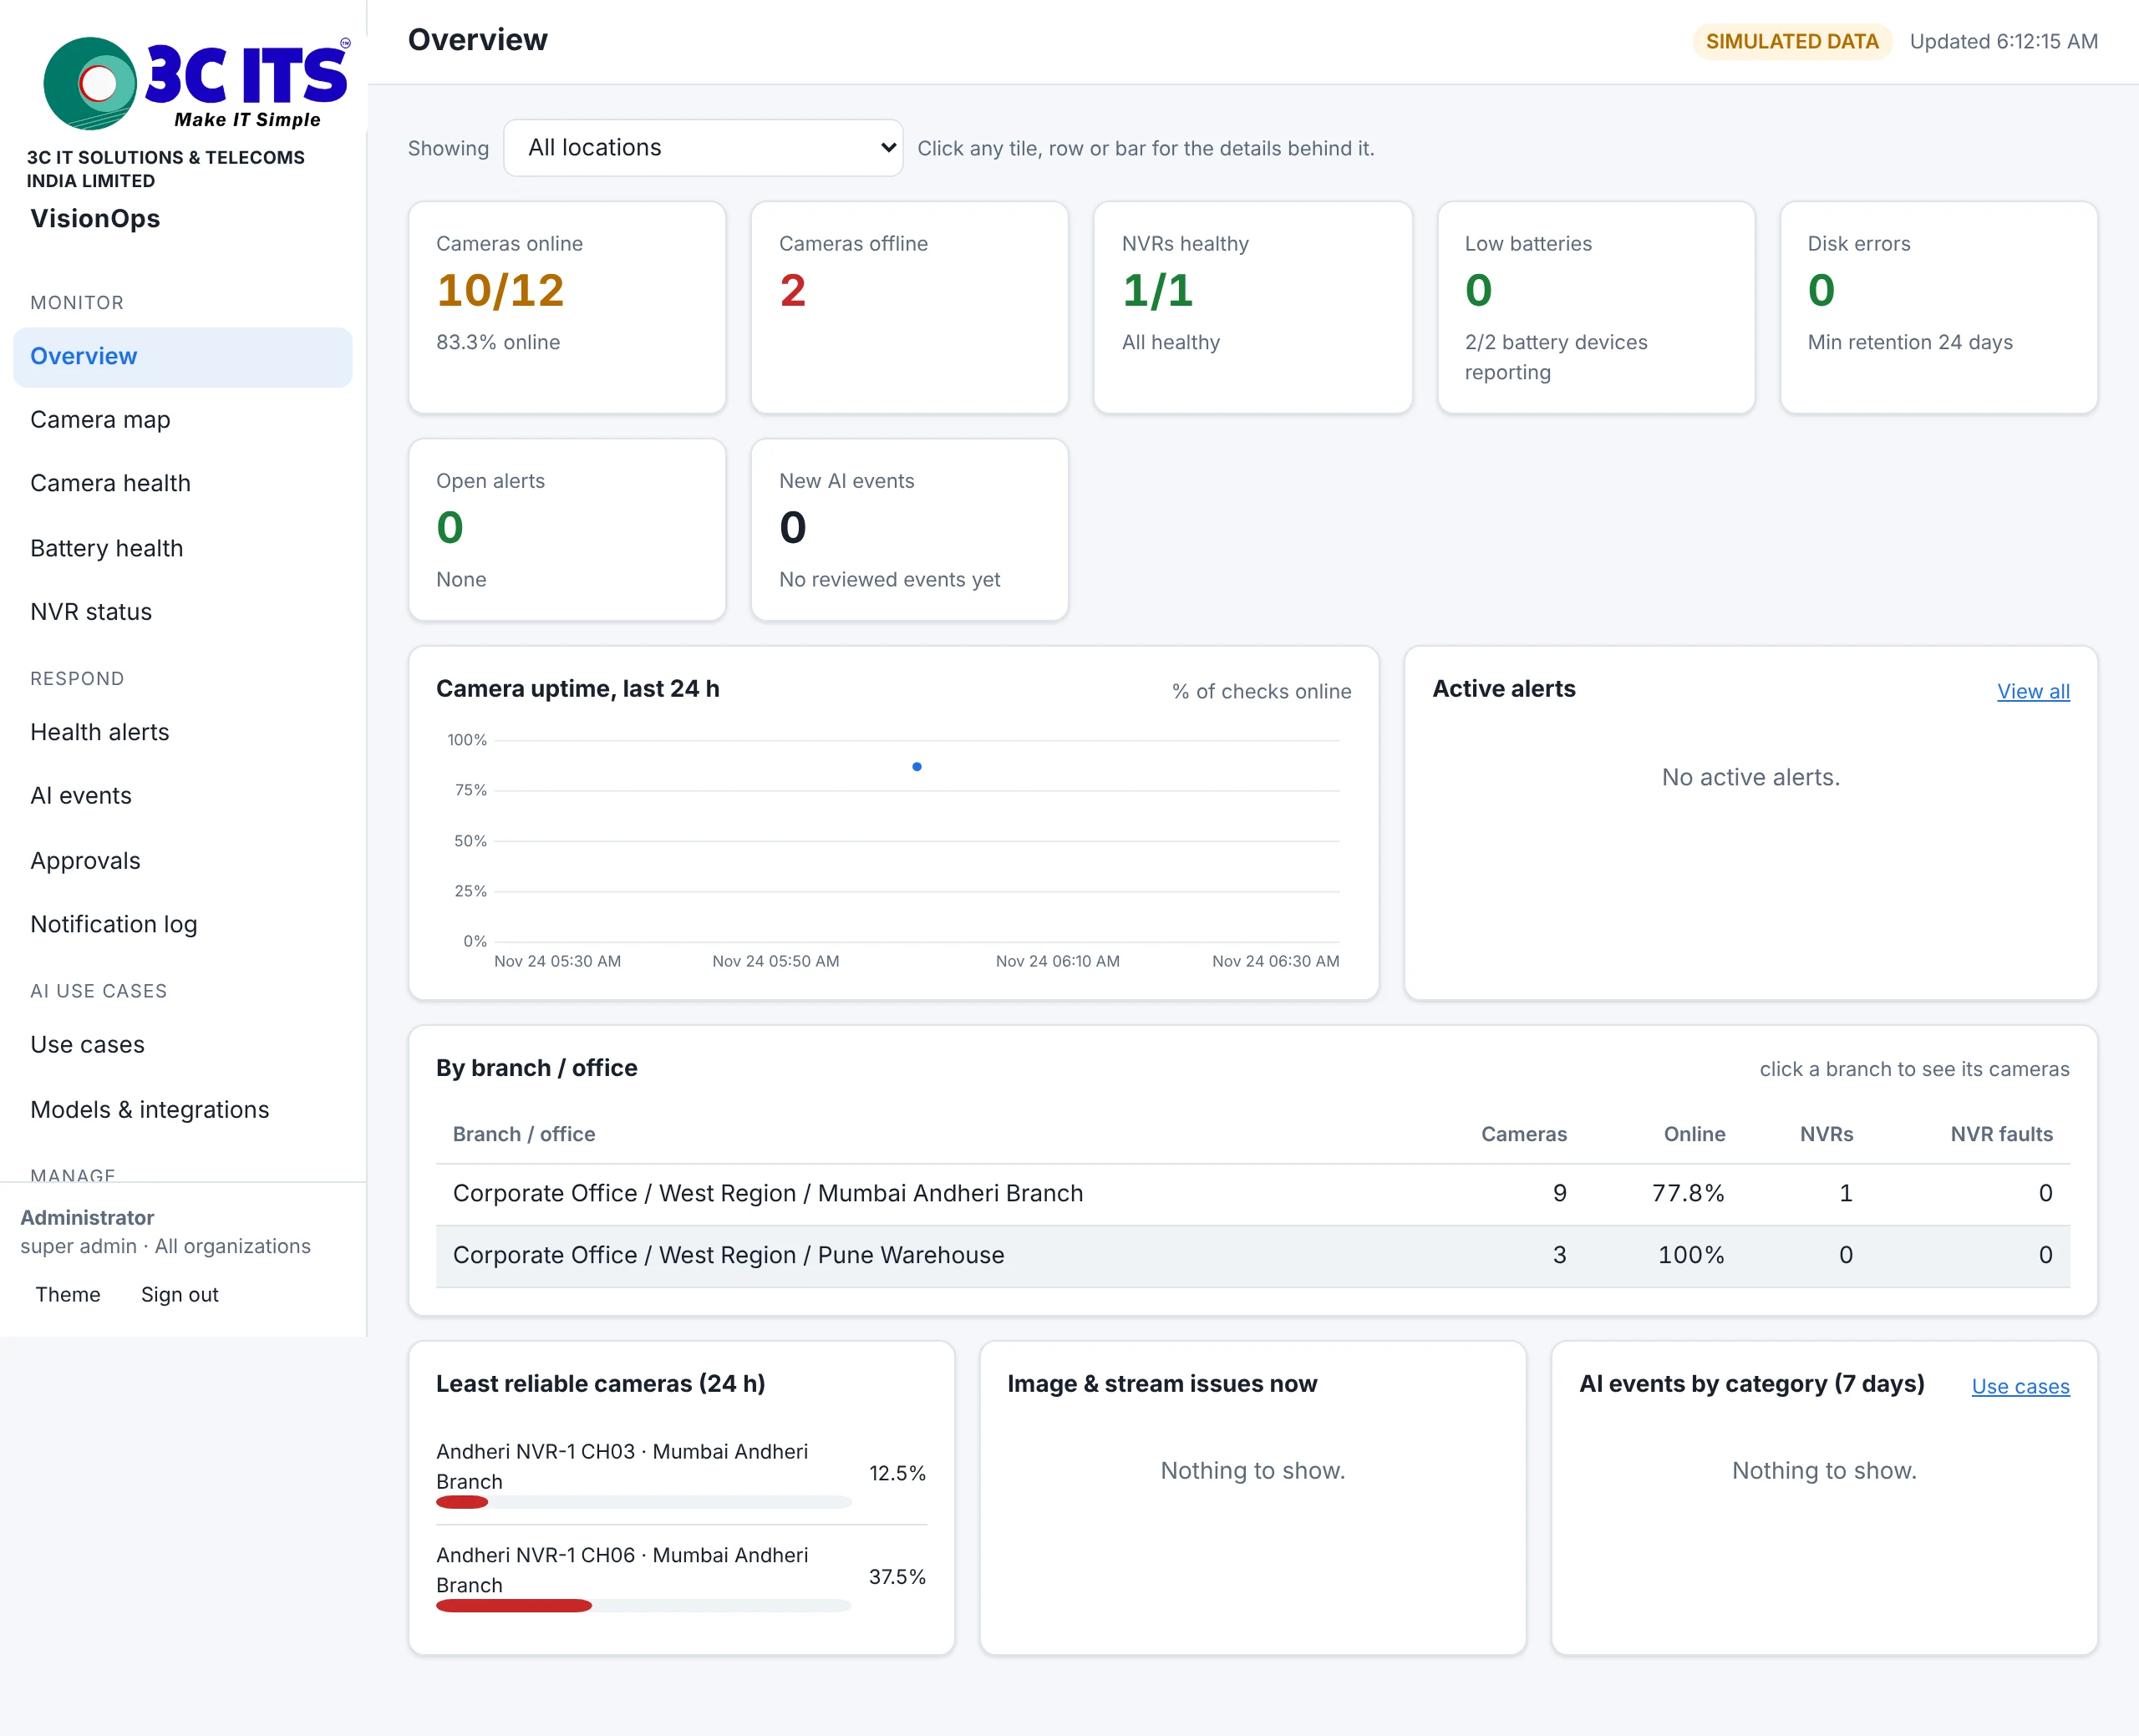 3C ITS
TM
Make IT Simple
3C IT SOLUTIONS & TELECOMS
INDIA LIMITED
VisionOps
MONITOR
Overview
Camera map
Camera health
Battery health
NVR status
RESPOND
Health alerts
AI events
Approvals
Notification log
AI USE CASES
Use cases
Models & integrations
MANAGE
Administrator
super admin · All organizations
Theme
Sign out
Overview
SIMULATED DATA
Updated 6:12:15 AM
Showing
All locations
Click any tile, row or bar for the details behind it.
Cameras online
10/12
83.3% online
Cameras offline
2
NVRs healthy
1/1
All healthy
Low batteries
0
2/2 battery devices
reporting
Disk errors
0
Min retention 24 days
Open alerts
0
None
New AI events
0
No reviewed events yet
Camera uptime, last 24 h
% of checks online
100%
75%
50%
25%
0%
Nov 24 05:30 AM
Nov 24 05:50 AM
Nov 24 06:10 AM
Nov 24 06:30 AM
Active alerts
View all
No active alerts.
By branch / office
click a branch to see its cameras
Branch / office Cameras Online NVRs NVR faults
Corporate Office / West Region / Mumbai Andheri Branch 9 77.8% 1 0
Corporate Office / West Region / Pune Warehouse 3 100% 0 0
Least reliable cameras (24 h)
Andheri NVR-1 CH03 · Mumbai Andheri
Branch
12.5%
Andheri NVR-1 CH06 · Mumbai Andheri
Branch
37.5%
Image & stream issues now
Nothing to show.
AI events by category (7 days)
Use cases
Nothing to show.